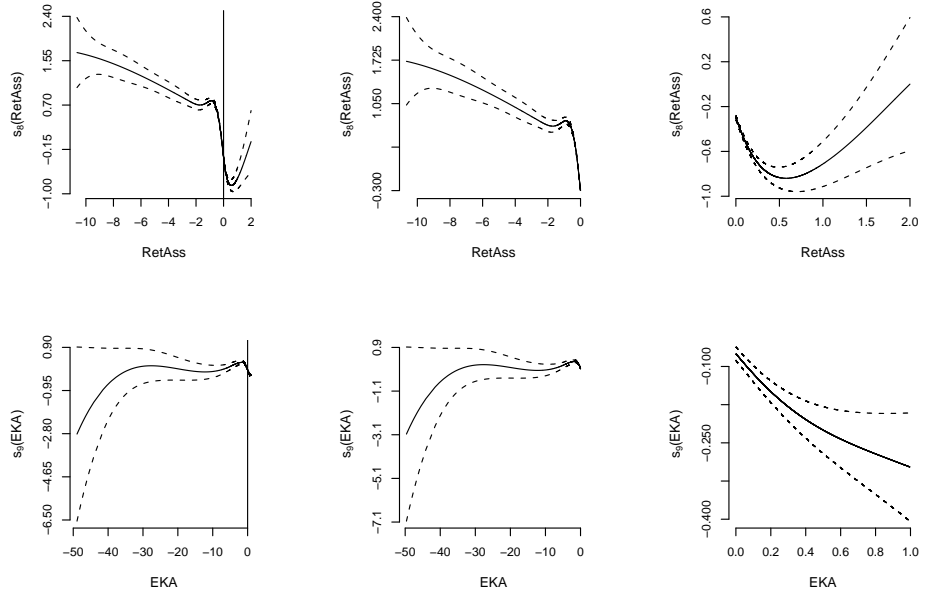 s8(RetAss)
−1.00 −0.15 0.70 1.55 2.40
−10 −8 −6 −4 −2 0 2
RetAss
s8(RetAss)
−0.300 1.050 1.725 2.400
−10 −8 −6 −4 −2 0
RetAss
s8(RetAss)
−1.0 −0.6 −0.2 0.2 0.6
0.0 0.5 1.0 1.5 2.0
RetAss
s9(EKA)
−6.50 −4.65 −2.80 −0.95 0.90
−50 −40 −30 −20 −10 0
EKA
s9(EKA)
−7.1 −5.1 −3.1 −1.1 0.9
−50 −40 −30 −20 −10 0
EKA
s9(EKA)
−0.400 −0.250 −0.100
0.0 0.2 0.4 0.6 0.8 1.0
EKA